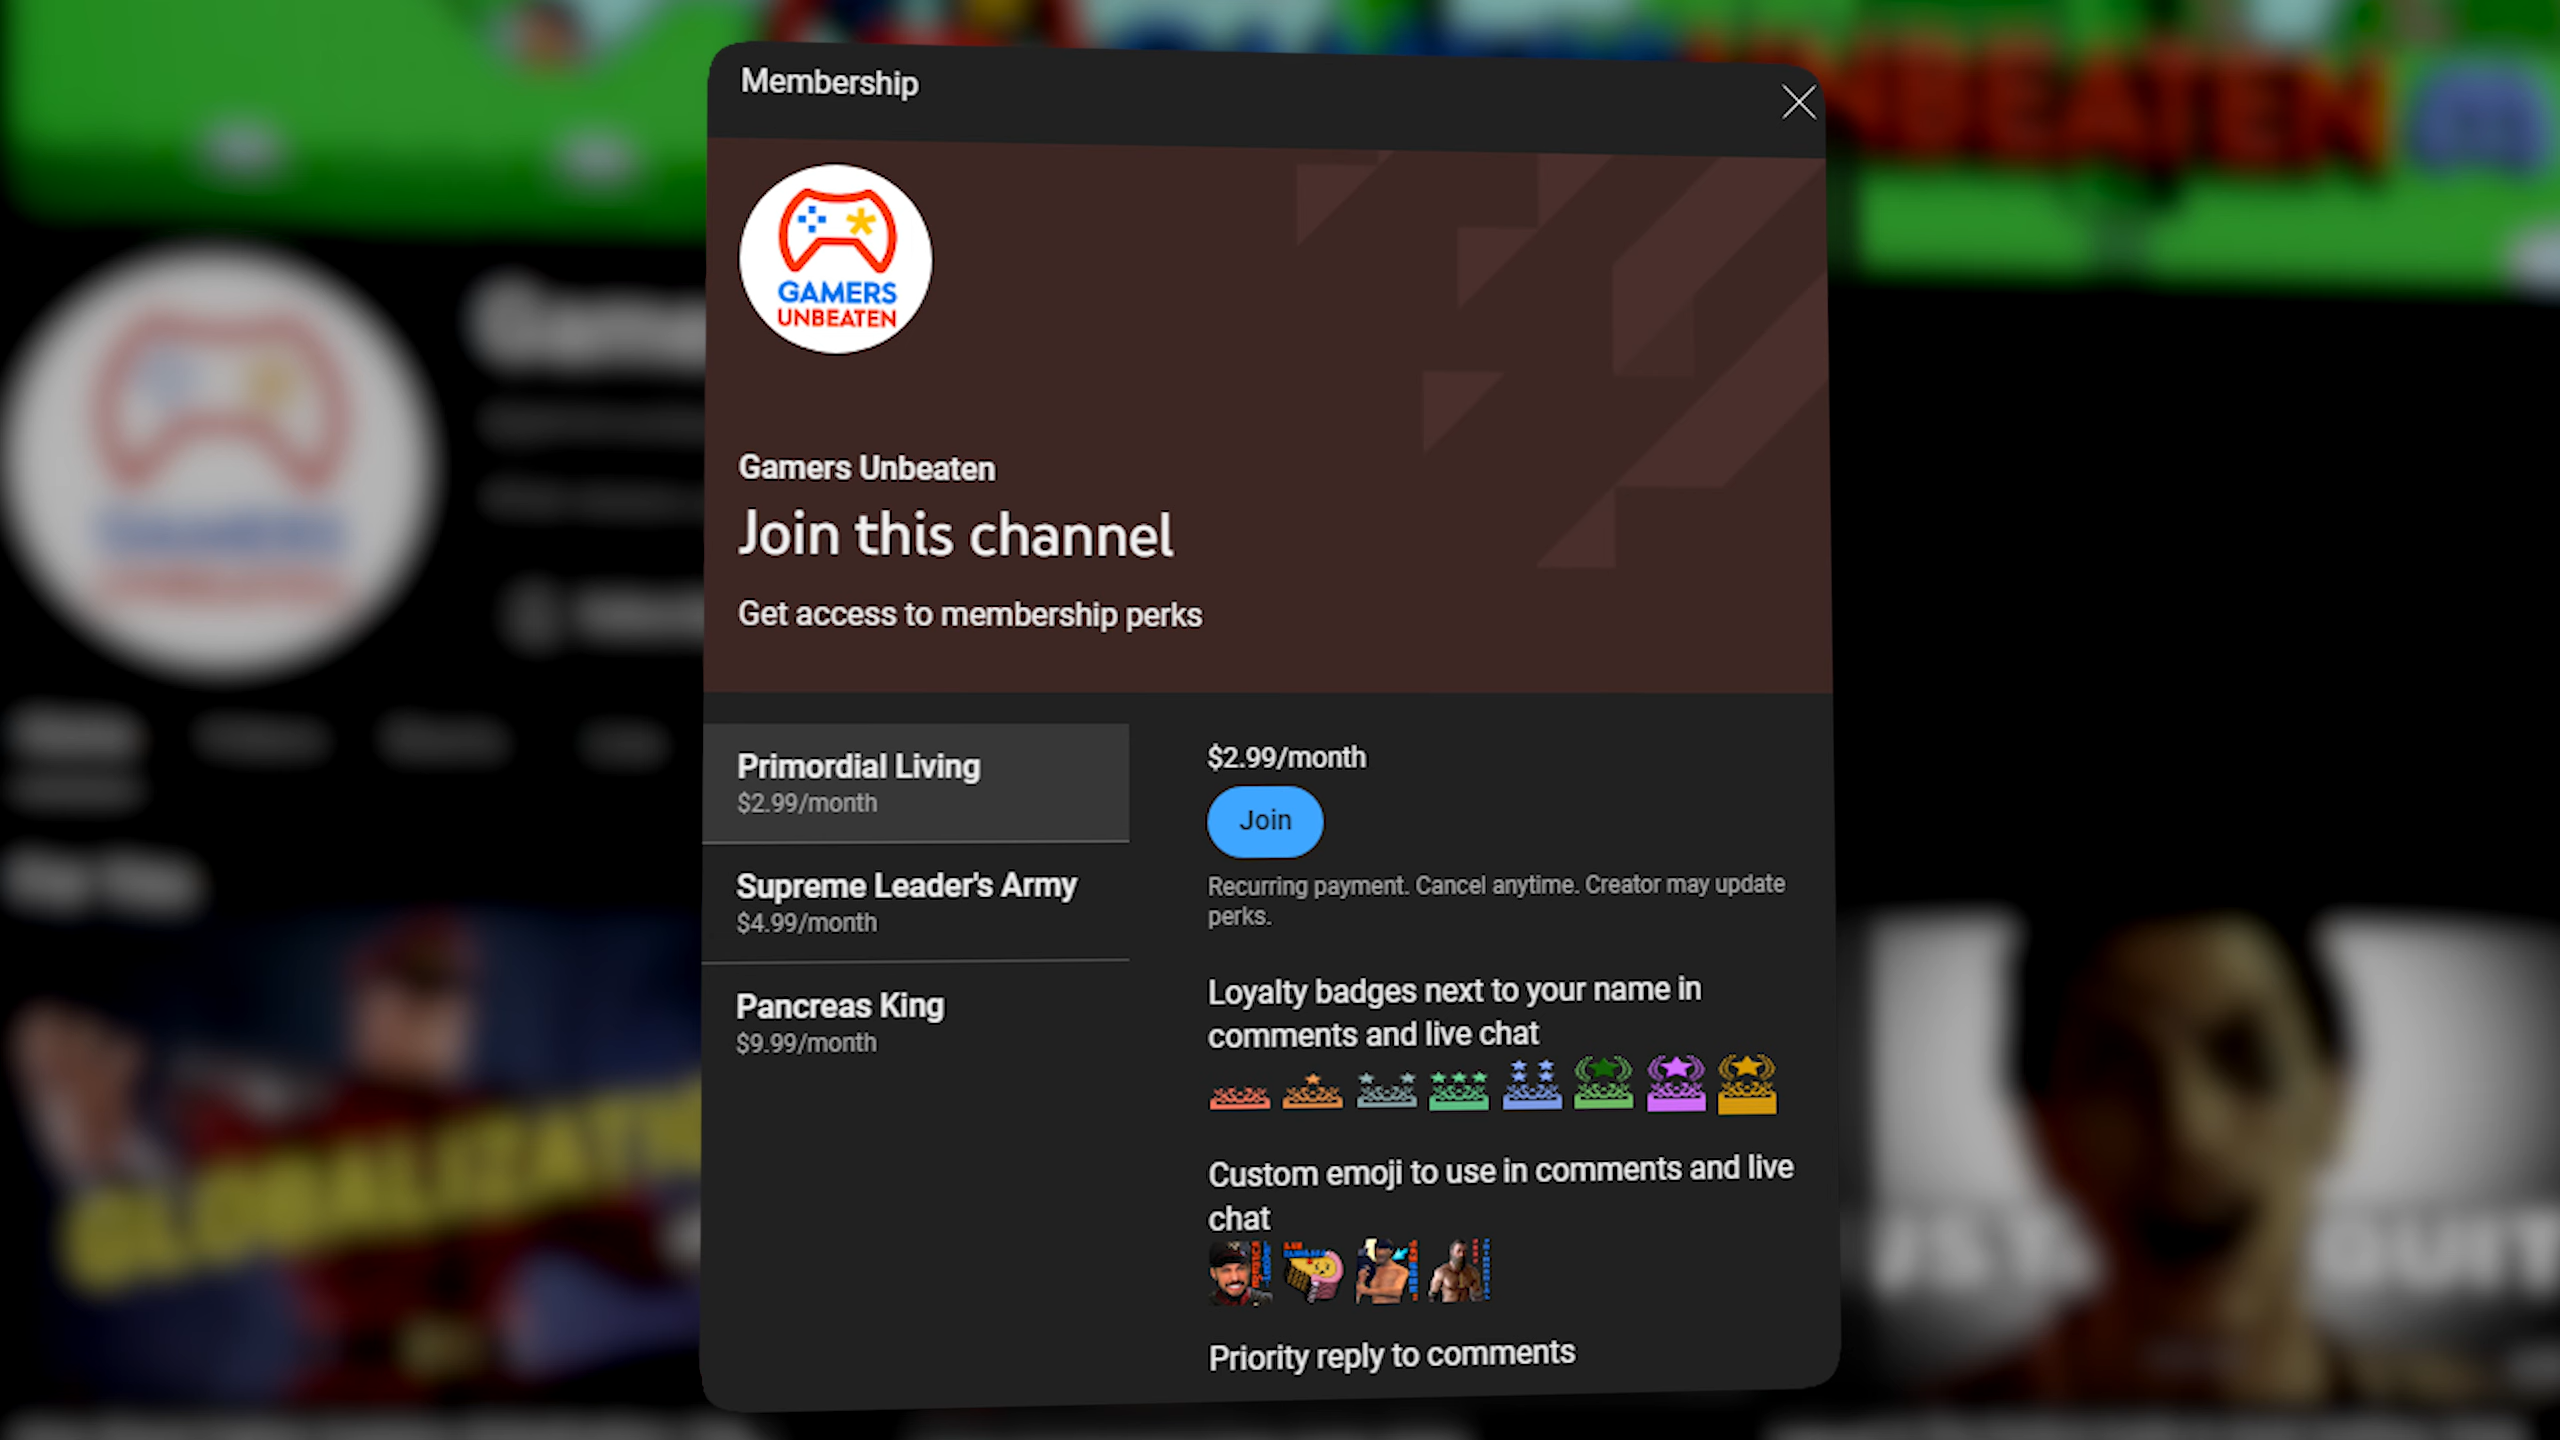 UNBEATEN
Membership
GAMERS
UNBEATEN
Gamers Unbeaten
Join this channel
Get access to membership perks
Primordial Living
$2.99/month
Supreme Leader's Army
$4.99/month
Pancreas King
$9.99/month
$2.99/month
Join
Recurring payment. Cancel anytime. Creator may update
perks.
Loyalty badges next to your name in
comments and live chat
Custom emoji to use in comments and live
chat
Priority reply to comments
GAMERS